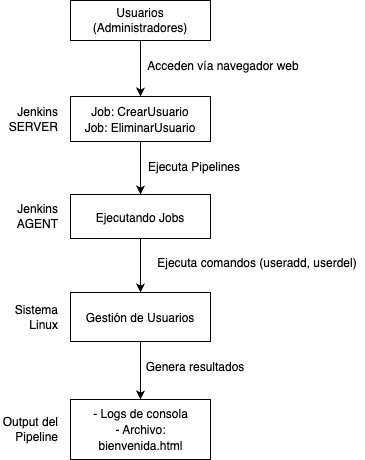 Usuarios
(Administradores)
Acceden vía navegador web
Jenkins
SERVER
Job: CrearUsuario
Job: EliminarUsuario
Ejecuta Pipelines
Jenkins
AGENT
Ejecutando Jobs
Ejecuta comandos (useradd, userdel)
Sistema
Linux
Gestión de Usuarios
Genera resultados
Output del
Pipeline
- Logs de consola
- Archivo:
bienvenida.html